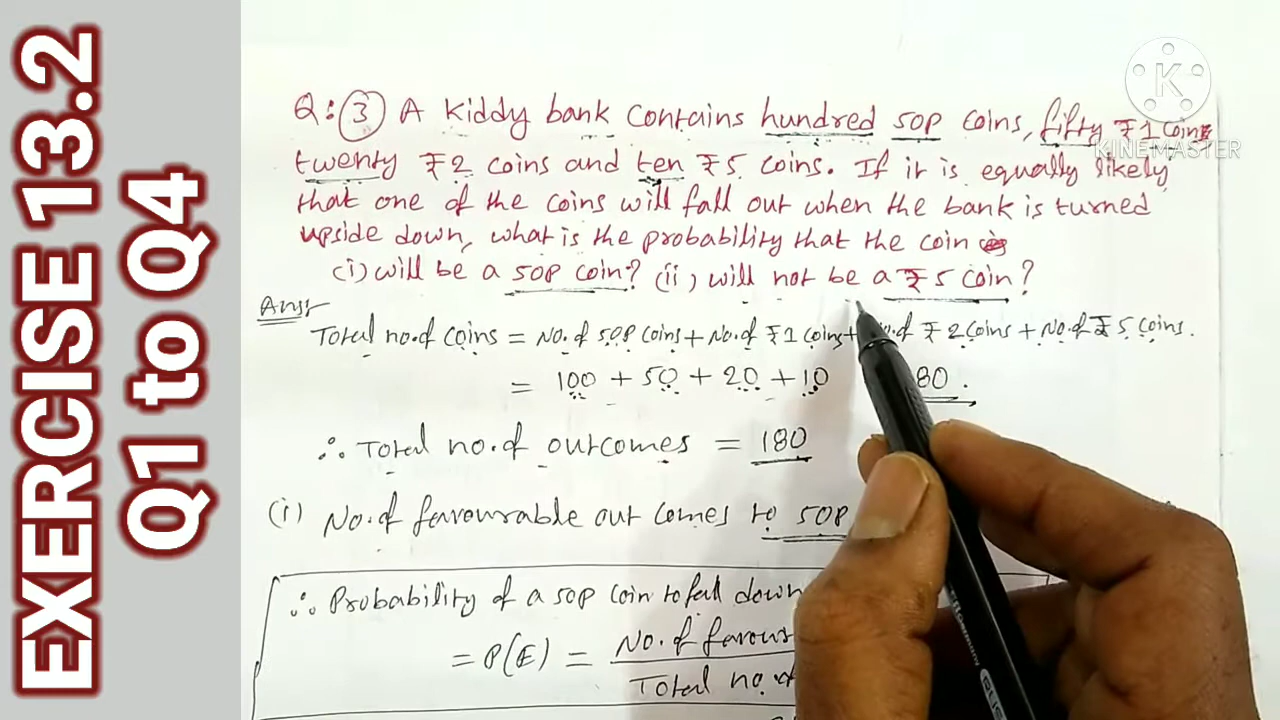 EXERCISE 13.2
Q1 to Q4
K
KINEMASTER
Q:③ A Kiddy bank contains hundred 50P coins, fifty ₹1 coins
twenty ₹2 coins and ten ₹5 coins. If it is equally likely
that one of the coins will fall out when the bank is turned
upside down, what is the probability that the coin
(i) will be a 50P coin? (ii) will not be a ₹5 coin?
Ans:
Total no. of coins = No. of 50P coins + No. of ₹1 coins + of ₹2 coins + No. of ₹5 coins.
= 100 + 50 + 20 + 10 80.
∴ Total no. of outcomes = 180
(i) No. of favourable out comes to 50P
∴ Probability of a 50P coin to fall down
= P(E) = No. of favour
Total no. of